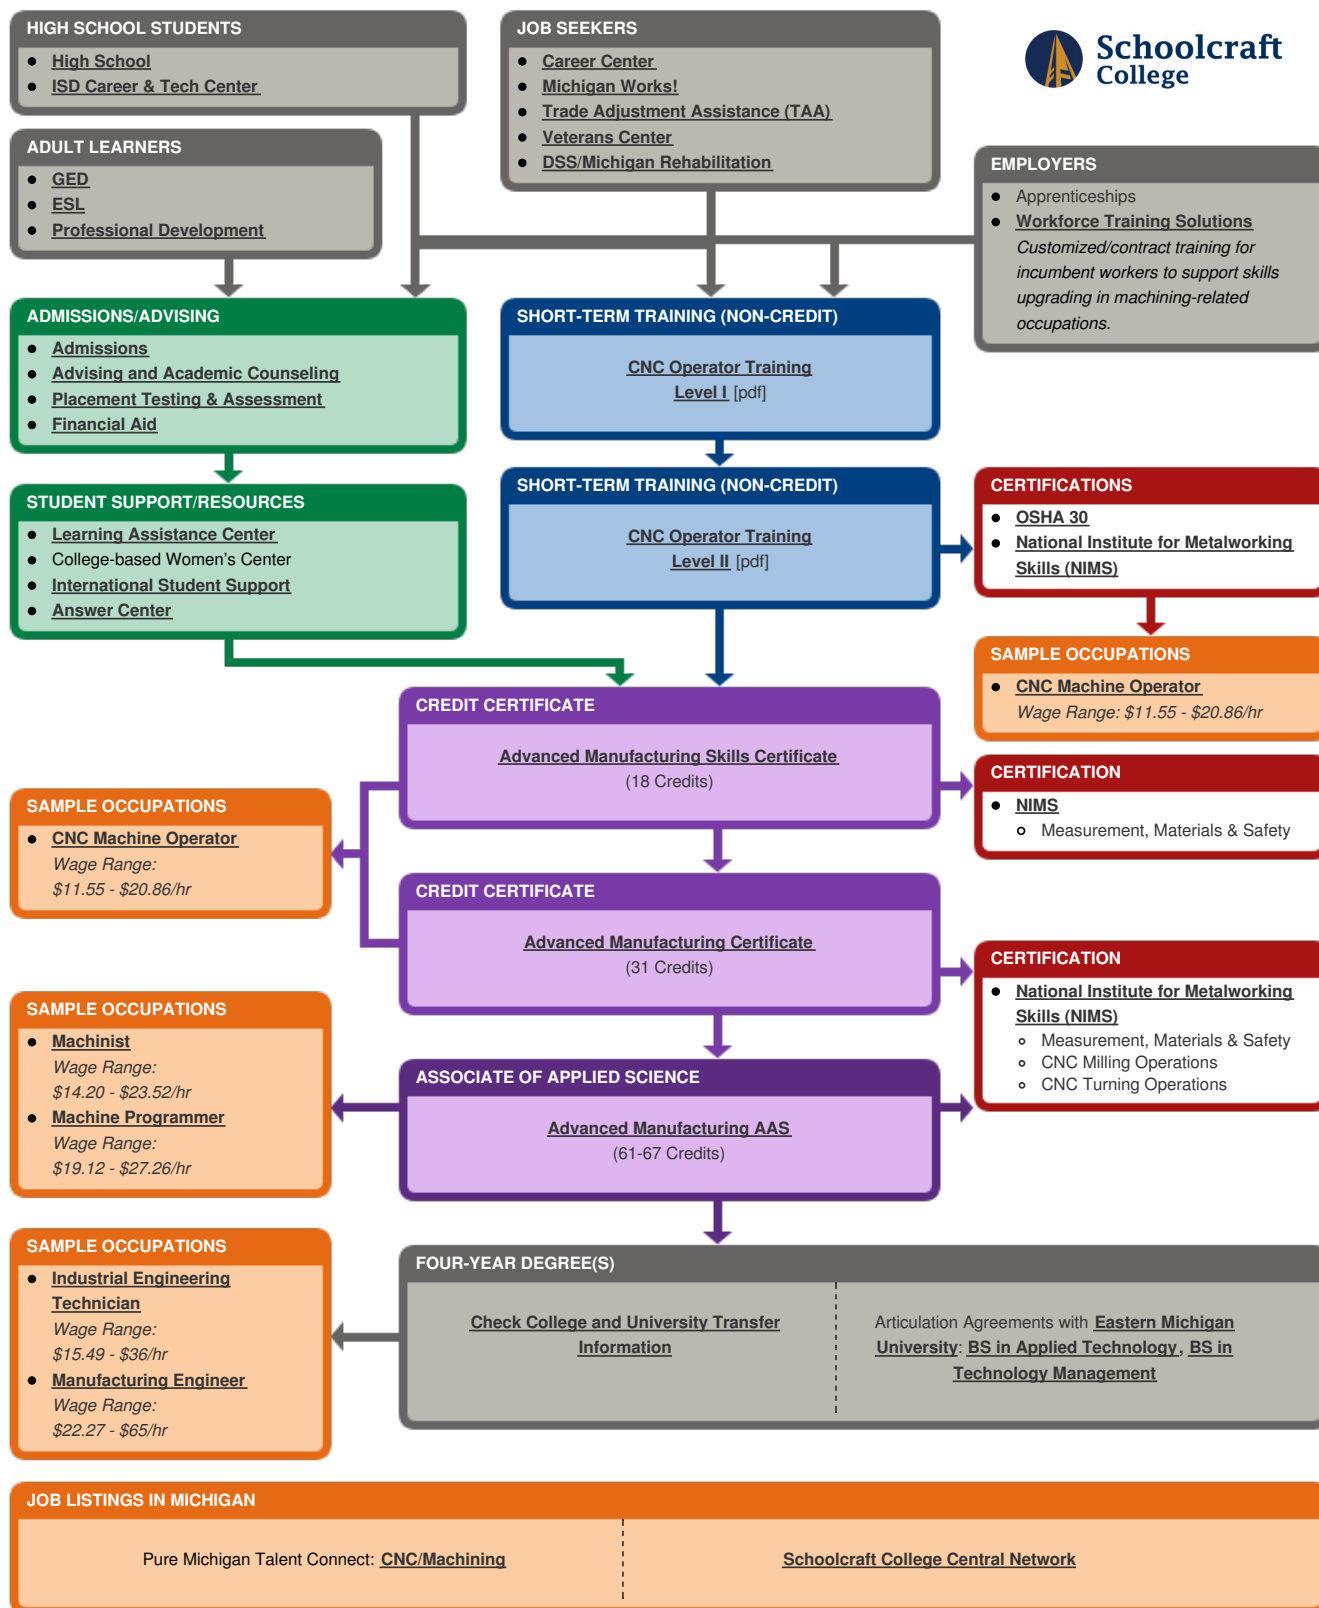 HIGH SCHOOL STUDENTS
● High School
● ISD Career & Tech Center
JOB SEEKERS
● Career Center
● Michigan Works!
● Trade Adjustment Assistance (TAA)
● Veterans Center
● DSS/Michigan Rehabilitation
Schoolcraft
College
ADULT LEARNERS
● GED
● ESL
● Professional Development
EMPLOYERS
● Apprenticeships
● Workforce Training Solutions
Customized/contract training for
incumbent workers to support skills
upgrading in machining-related
occupations.
ADMISSIONS/ADVISING
● Admissions
● Advising and Academic Counseling
● Placement Testing & Assessment
● Financial Aid
SHORT-TERM TRAINING (NON-CREDIT)
CNC Operator Training
Level I [pdf]
STUDENT SUPPORT/RESOURCES
● Learning Assistance Center
● College-based Women's Center
● International Student Support
● Answer Center
SHORT-TERM TRAINING (NON-CREDIT)
CNC Operator Training
Level II [pdf]
CERTIFICATIONS
● OSHA 30
● National Institute for Metalworking
Skills (NIMS)
SAMPLE OCCUPATIONS
● CNC Machine Operator
Wage Range: $11.55 - $20.86/hr
CREDIT CERTIFICATE
Advanced Manufacturing Skills Certificate
(18 Credits)
CERTIFICATION
● NIMS
○ Measurement, Materials & Safety
SAMPLE OCCUPATIONS
● CNC Machine Operator
Wage Range:
$11.55 - $20.86/hr
CREDIT CERTIFICATE
Advanced Manufacturing Certificate
(31 Credits)
CERTIFICATION
● National Institute for Metalworking
Skills (NIMS)
○ Measurement, Materials & Safety
○ CNC Milling Operations
○ CNC Turning Operations
SAMPLE OCCUPATIONS
● Machinist
Wage Range:
$14.20 - $23.52/hr
● Machine Programmer
Wage Range:
$19.12 - $27.26/hr
ASSOCIATE OF APPLIED SCIENCE
Advanced Manufacturing AAS
(61-67 Credits)
SAMPLE OCCUPATIONS
● Industrial Engineering
Technician
Wage Range:
$15.49 - $36/hr
● Manufacturing Engineer
Wage Range:
$22.27 - $65/hr
FOUR-YEAR DEGREE(S)
Check College and University Transfer
Information
Articulation Agreements with Eastern Michigan
University: BS in Applied Technology, BS in
Technology Management
JOB LISTINGS IN MICHIGAN
Pure Michigan Talent Connect: CNC/Machining
Schoolcraft College Central Network